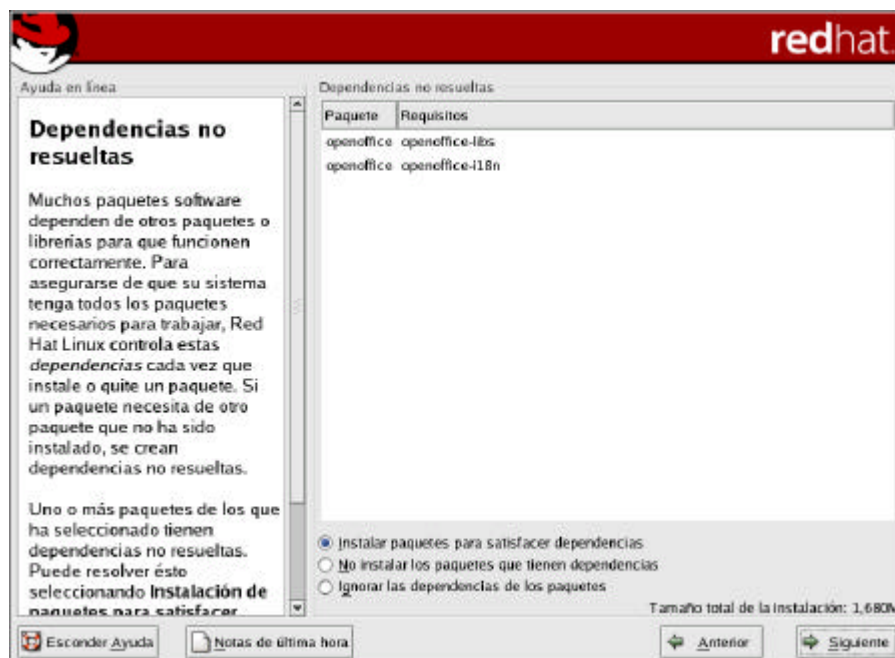 redhat.
Ayuda en línea
Dependencias no
resueltas
Muchos paquetes software
dependen de otros paquetes o
librerías para que funcionen
correctamente. Para
asegurarse de que su sistema
tenga todos los paquetes
necesarios para trabajar, Red
Hat Linux controla estas
dependencias cada vez que
instale o quite un paquete. Si
un paquete necesita de otro
paquete que no ha sido
instalado, se crean
dependencias no resueltas.
Uno o más paquetes de los que
ha seleccionado tienen
dependencias no resueltas.
Puede resolver ésto
seleccionando Instalación de
paquetes para satisfacer
Dependencias no resueltas
Paquete Requisitos
openoffice openoffice-libs
openoffice openoffice-i18n
Instalar paquetes para satisfacer dependencias
No instalar los paquetes que tienen dependencias
Ignorar las dependencias de los paquetes
Tamaño total de la instalación: 1,680M
Esconder Ayuda
Notas de última hora
Anterior
Siguiente